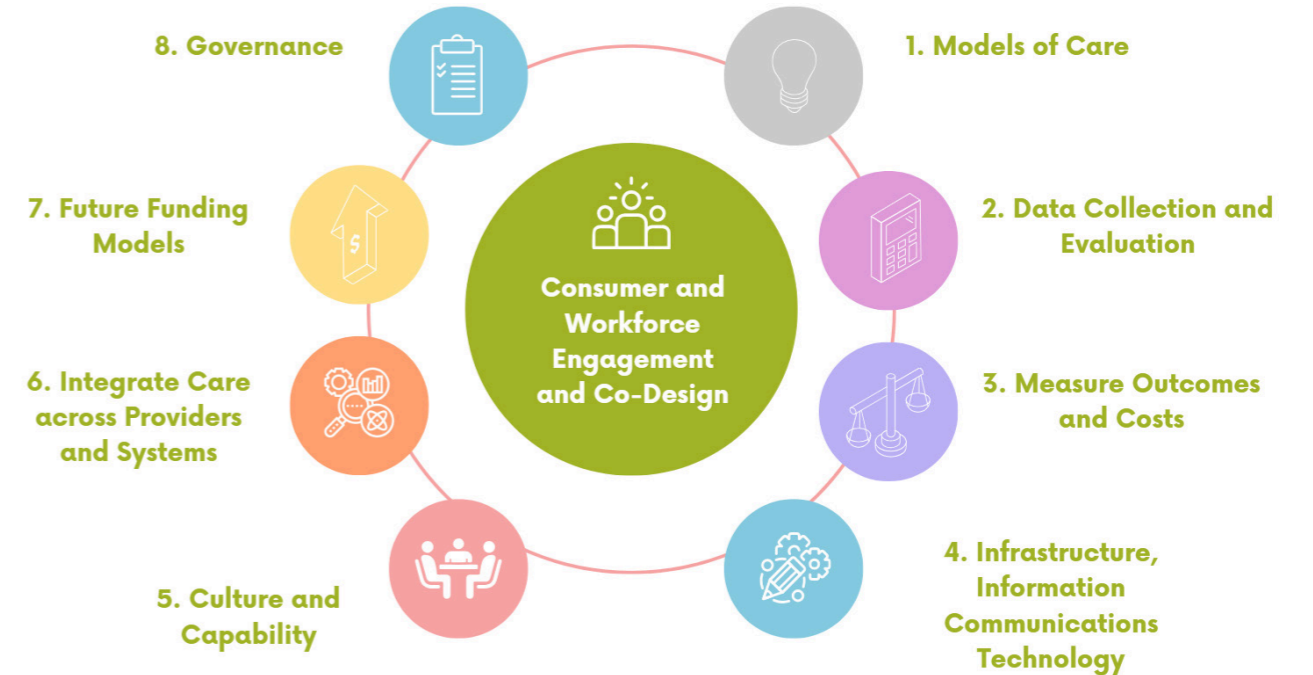 8. Governance
1. Models of Care
7. Future Funding
Models
2. Data Collection and
Evaluation
Consumer and
Workforce
Engagement
and Co-Design
6. Integrate Care
across Providers
and Systems
3. Measure Outcomes
and Costs
5. Culture and
Capability
4. Infrastructure,
Information
Communications
Technology
$